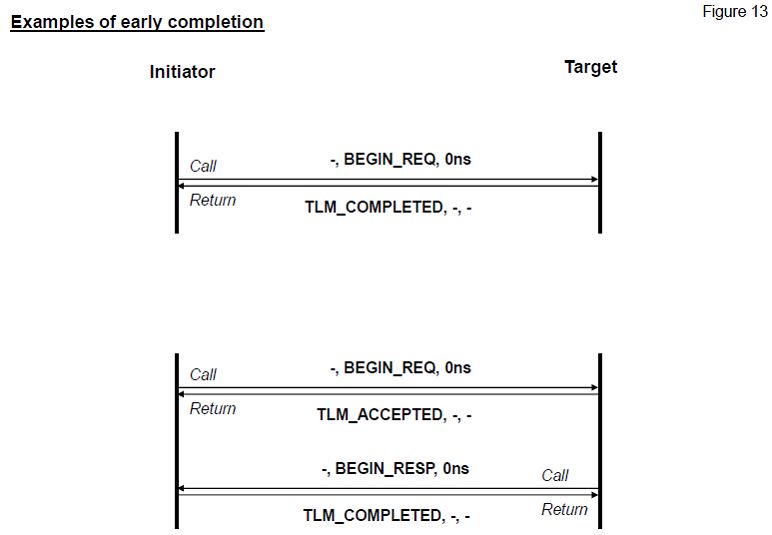 Figure 13
Examples of early completion
Initiator
Target
-, BEGIN_REQ, 0ns
Call
Return
TLM_COMPLETED, -, -
-, BEGIN_REQ, 0ns
Call
Return
TLM_ACCEPTED, -, -
-, BEGIN_RESP, 0ns
Call
TLM_COMPLETED, -, -
Return